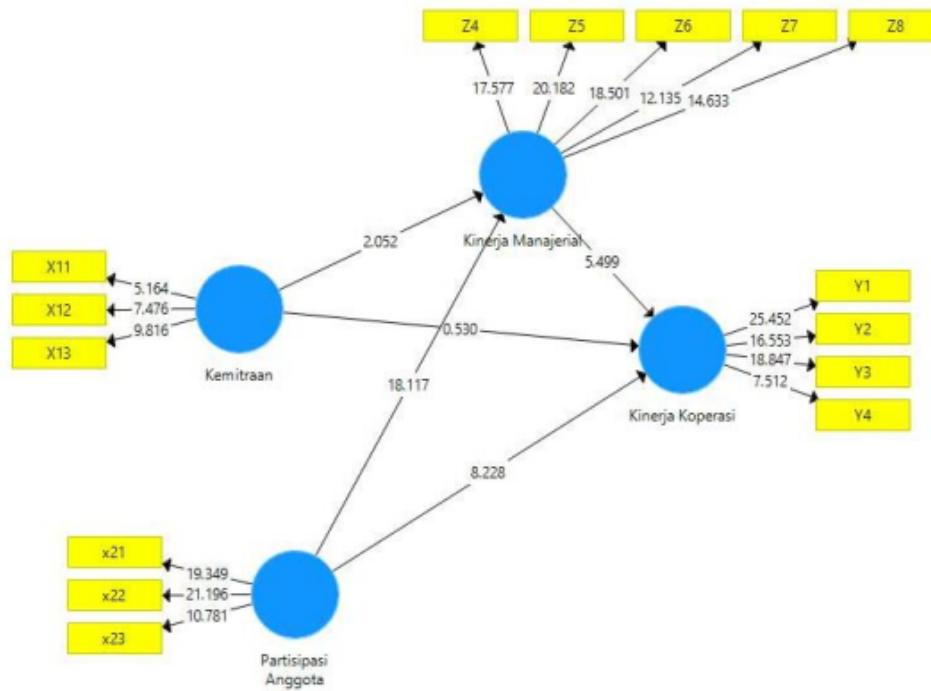 Z4
Z5
Z6
Z7
Z8
17.577
20.182
18.501
12.135
14.633
Kinerja Manajerial
2.052
5.499
X11
X12
X13
5.164
7.476
9.816
Kemitraan
0.530
Y1
Y2
Y3
Y4
25.452
16.553
18.847
7.512
Kinerja Koperasi
18.117
8.228
x21
x22
x23
19.349
21.196
10.781
Partisipasi
Anggota